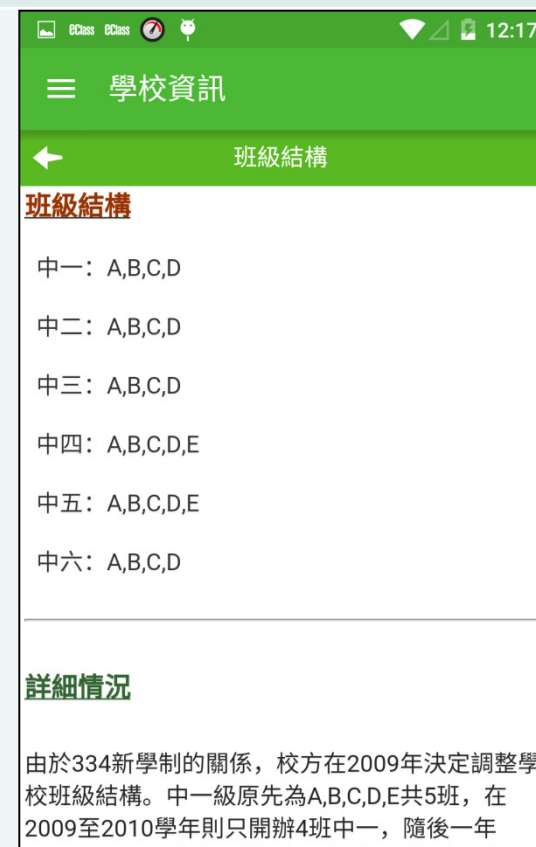 eClass eClass 12:17
學校資訊
班級結構
班級結構
中一：A,B,C,D
中二：A,B,C,D
中三：A,B,C,D
中四：A,B,C,D,E
中五：A,B,C,D,E
中六：A,B,C,D
詳細情況
由於334新學制的關係，校方在2009年決定調整學
校班級結構。中一級原先為A,B,C,D,E共5班，在
2009至2010學年則只開辦4班中一，隨後一年